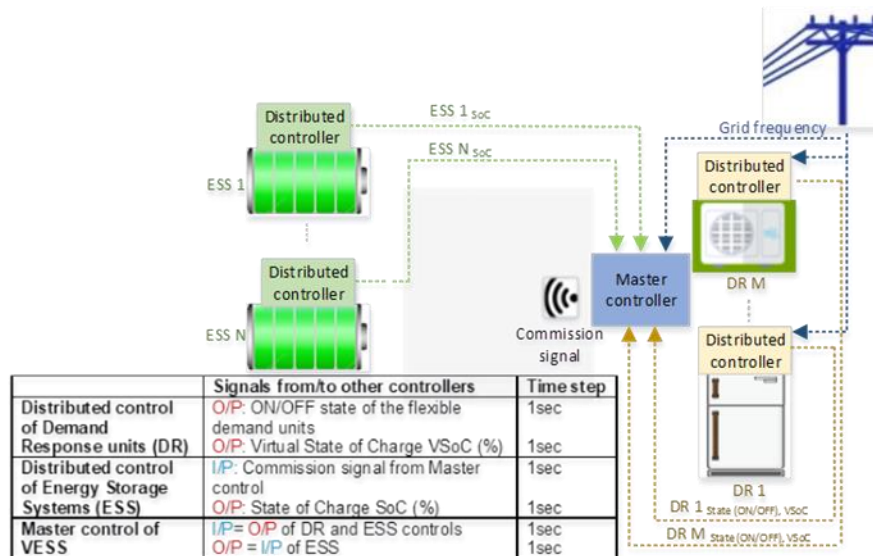 Distributed
controller
ESS 1 SoC
ESS 1
ESS N SoC
Distributed
controller
ESS N
Grid frequency
Distributed
controller
DR M
Master
controller
Commission
signal
Distributed
controller
DR 1
DR 1 State (ON/OFF), VSoC
DR M State (ON/OFF), VSoC
Signals from/to other controllers Time step
Distributed control O/P: ON/OFF state of the flexible 1sec
of Demand demand units
Response units (DR) O/P: Virtual State of Charge VSoC (%) 1sec
Distributed control I/P: Commission signal from Master 1sec
of Energy Storage control
Systems (ESS) O/P: State of Charge SoC (%) 1sec
Master control of I/P= O/P of DR and ESS controls 1sec
VESS O/P = I/P of ESS 1sec